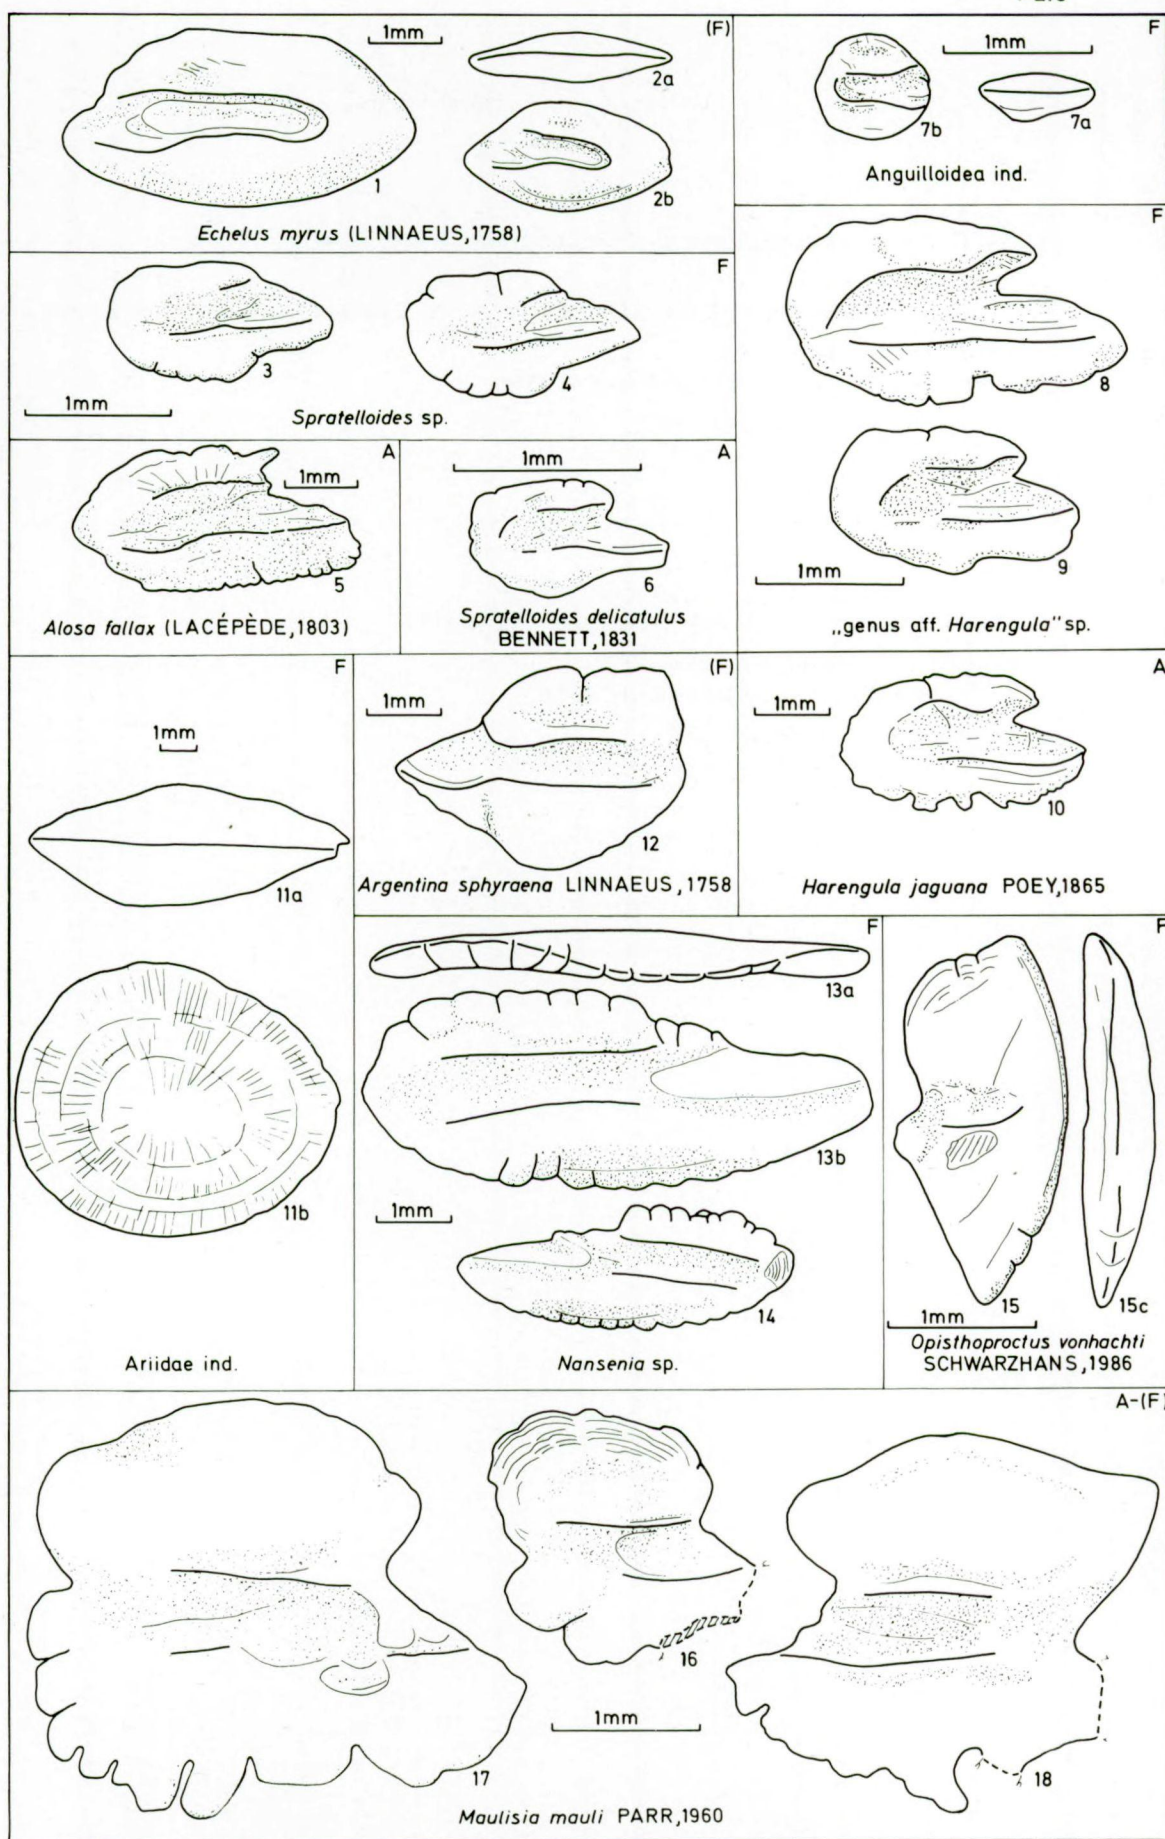 1mm
(F)
2a
1
2b
Echelus myrus (LINNAEUS,1758)
F
1mm
7b
7a
Anguilloidea ind.
F
3
4
1mm
Spratelloides sp.
F
8
9
1mm
„genus aff. Harengula“ sp.
A
1mm
5
Alosa fallax (LACÉPÈDE,1803)
A
1mm
6
Spratelloides delicatulus
BENNETT,1831
F
1mm
11a
11b
Ariidae ind.
(F)
1mm
12
Argentina sphyraena LINNAEUS,1758
A
1mm
10
Harengula jaguana POEY,1865
F
13a
13b
1mm
14
Nansenia sp.
F
15
15c
1mm
Opisthoproctus vonhachti
SCHWARZHANS,1986
A-(F)
16
1mm
17
18
Maulisia mauli PARR,1960